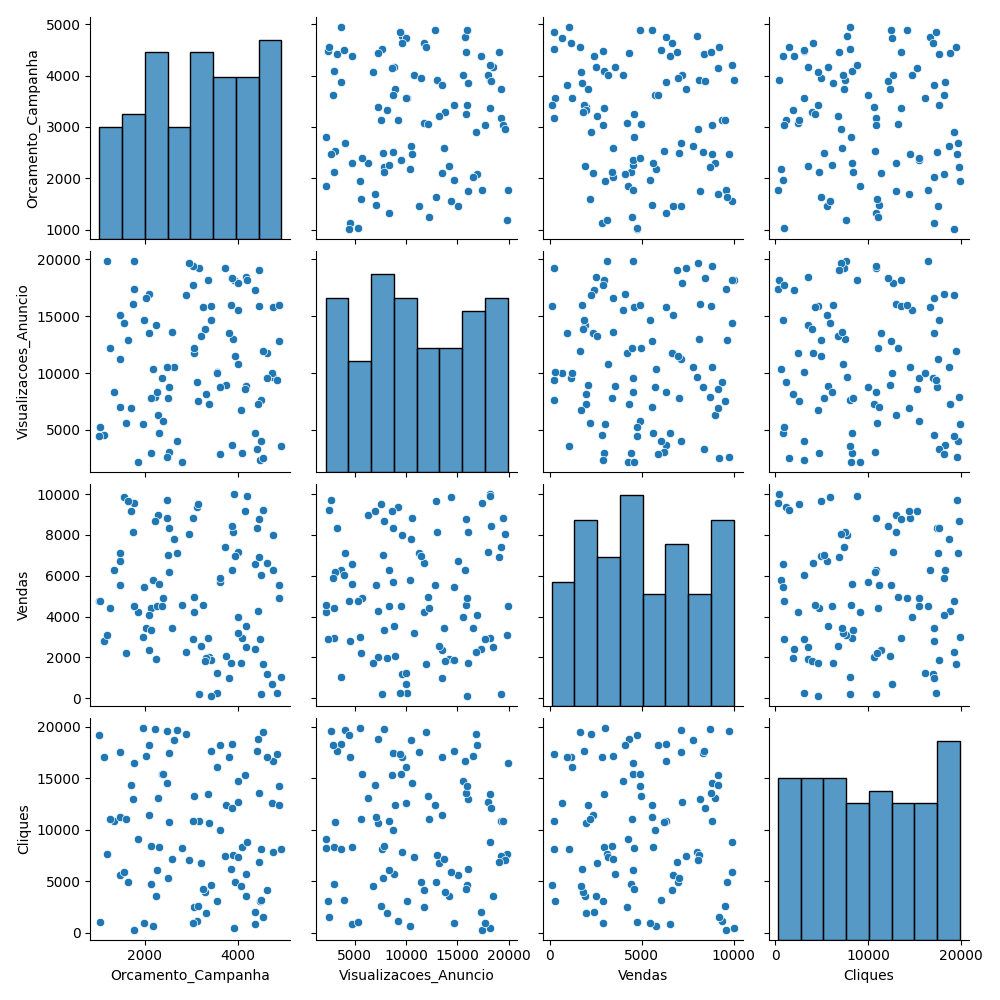 5000
4000
3000
2000
1000
Orcamento_Campanha
20000
15000
10000
5000
Visualizacoes_Anuncio
10000
8000
6000
4000
2000
0
Vendas
20000
15000
10000
5000
0
Cliques
2000 4000
5000 10000 15000 20000
0 5000 10000
0 10000 20000
Orcamento_Campanha Visualizacoes_Anuncio Vendas Cliques